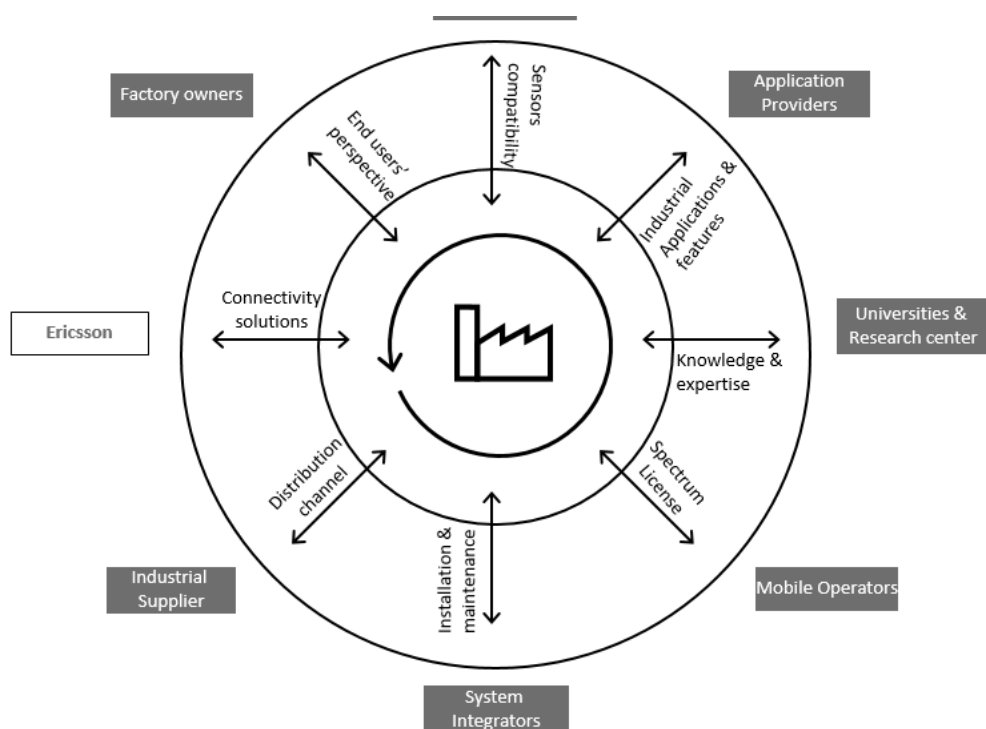 Factory owners
Sensors
compatibility
Application
Providers
End users’
perspective
Industrial
Applications &
features
Ericsson
Connectivity
solutions
Universities &
Research center
Knowledge &
expertise
Distribution
channel
Spectrum
License
Installation &
maintenance
Industrial
Supplier
Mobile Operators
System
Integrators